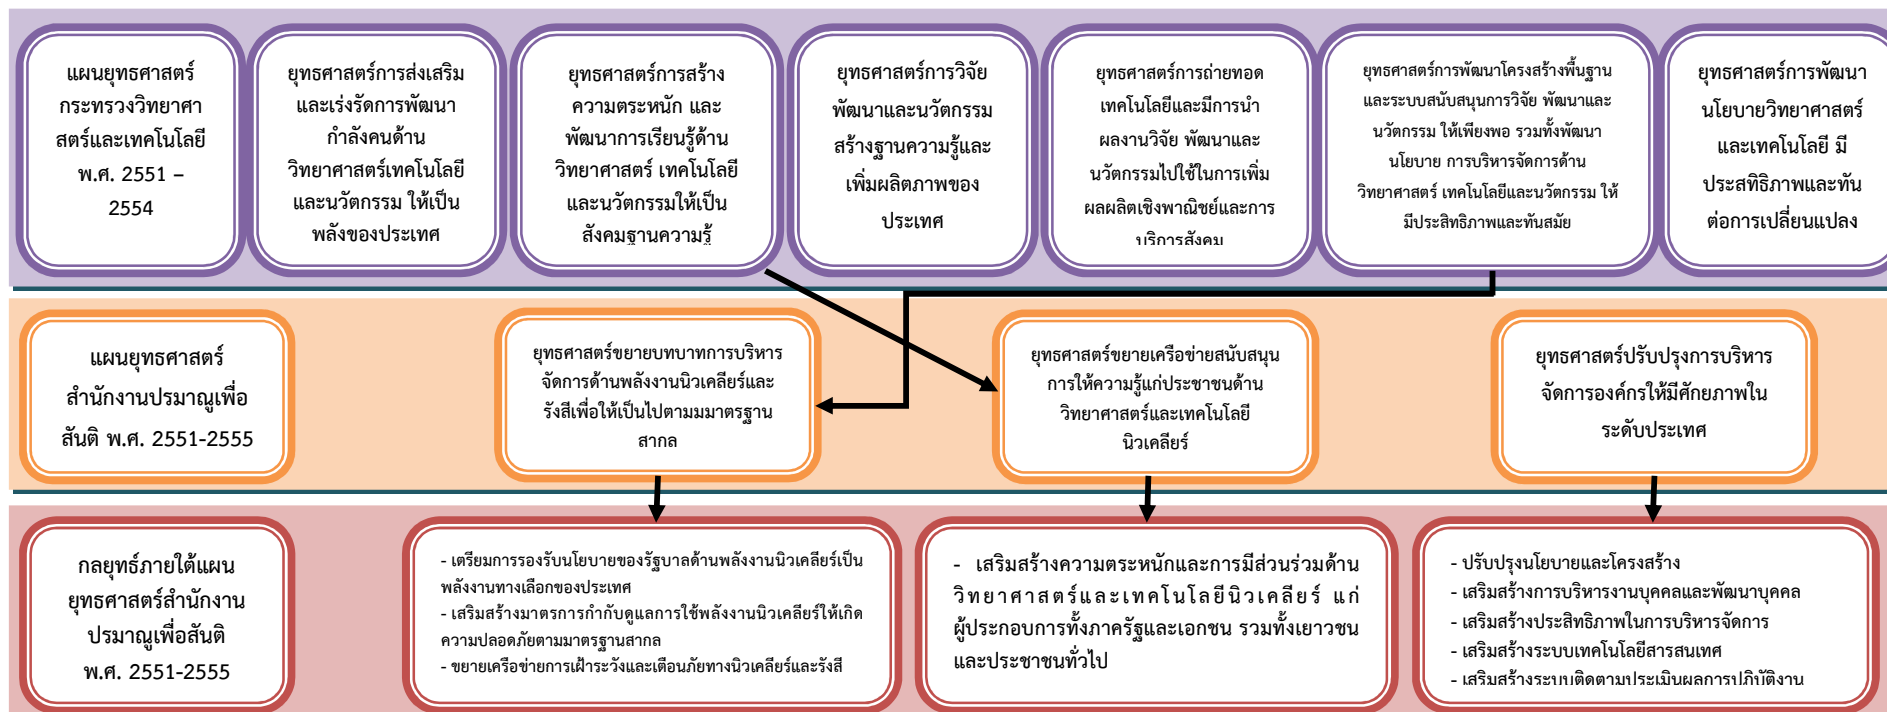 แผนยุทธศาสตร์
กระทรวงวิทยาศา
สตร์และเทคโนโลยี
พ.ศ. 2551 –
2554
ยุทธศาสตร์การส่งเสริม
และเร่งรัดการพัฒนา
กำลังคนด้าน
วิทยาศาสตร์เทคโนโลยี
และนวัตกรรม ให้เป็น
พลังของประเทศ
ยุทธศาสตร์การสร้าง
ความตระหนัก และ
พัฒนาการเรียนรู้ด้าน
วิทยาศาสตร์ เทคโนโลยี
และนวัตกรรมให้เป็น
สังคมฐานความรู้
ยุทธศาสตร์การวิจัย
พัฒนาและนวัตกรรม
สร้างฐานความรู้และ
เพิ่มผลิตภาพของ
ประเทศ
ยุทธศาสตร์การถ่ายทอด
เทคโนโลยีและมีการนำ
ผลงานวิจัย พัฒนาและ
นวัตกรรมไปใช้ในการเพิ่ม
ผลผลิตเชิงพาณิชย์และการ
บริการสังคม
ยุทธศาสตร์การพัฒนาโครงสร้างพื้นฐาน
และระบบสนับสนุนการวิจัย พัฒนาและ
นวัตกรรม ให้เพียงพอ รวมทั้งพัฒนา
นโยบาย การบริหารจัดการด้าน
วิทยาศาสตร์ เทคโนโลยีและนวัตกรรม ให้
มีประสิทธิภาพและทันสมัย
ยุทธศาสตร์การพัฒนา
นโยบายวิทยาศาสตร์
และเทคโนโลยี มี
ประสิทธิภาพและทัน
ต่อการเปลี่ยนแปลง
แผนยุทธศาสตร์
สำนักงานปรมาณูเพื่อ
สันติ พ.ศ. 2551-2555
ยุทธศาสตร์ขยายบทบาทการบริหาร
จัดการด้านพลังงานนิวเคลียร์และ
รังสีเพื่อให้เป็นไปตามมมาตรฐาน
สากล
ยุทธศาสตร์ขยายเครือข่ายสนับสนุน
การให้ความรู้แก่ประชาชนด้าน
วิทยาศาสตร์และเทคโนโลยี
นิวเคลียร์
ยุทธศาสตร์ปรับปรุงการบริหาร
จัดการองค์กรให้มีศักยภาพใน
ระดับประเทศ
กลยุทธ์ภายใต้แผน
ยุทธศาสตร์สำนักงาน
ปรมาณูเพื่อสันติ
พ.ศ. 2551-2555
- เตรียมการรองรับนโยบายของรัฐบาลด้านพลังงานนิวเคลียร์เป็น
พลังงานทางเลือกของประเทศ
- เสริมสร้างมาตรการกำกับดูแลการใช้พลังงานนิวเคลียร์ให้เกิด
ความปลอดภัยตามมาตรฐานสากล
- ขยายเครือข่ายการเฝ้าระวังและเตือนภัยทางนิวเคลียร์และรังสี
- เสริมสร้างความตระหนักและการมีส่วนร่วมด้าน
วิทยาศาสตร์และเทคโนโลยีนิวเคลียร์ แก่
ผู้ประกอบการทั้งภาครัฐและเอกชน รวมทั้งเยาวชน
และประชาชนทั่วไป
- ปรับปรุงนโยบายและโครงสร้าง
- เสริมสร้างการบริหารงานบุคคลและพัฒนาบุคคล
- เสริมสร้างประสิทธิภาพในการบริหารจัดการ
- เสริมสร้างระบบเทคโนโลยีสารสนเทศ
- เสริมสร้างระบบติดตามประเมินผลการปฏิบัติงาน